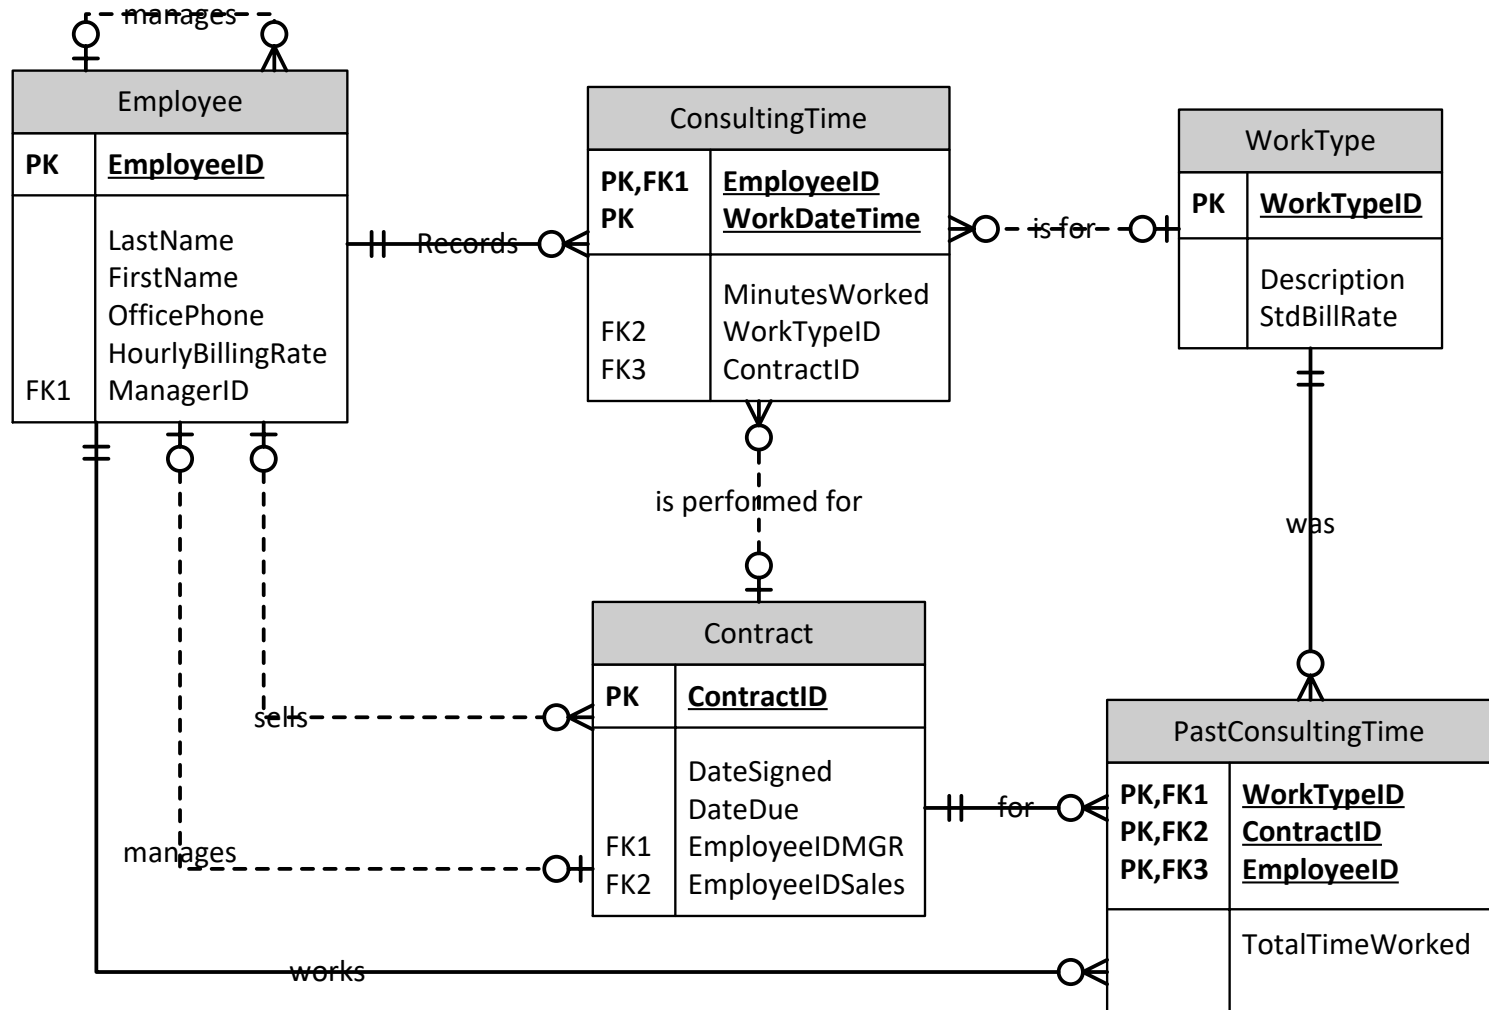 manages
Employee
PK EmployeeID
LastName
FirstName
OfficePhone
HourlyBillingRate
FK1 ManagerID
Records
ConsultingTime
PK,FK1 EmployeeID
PK WorkDateTime
MinutesWorked
FK2 WorkTypeID
FK3 ContractID
is for
WorkType
PK WorkTypeID
Description
StdBillRate
is performed for
was
sells
manages
Contract
PK ContractID
DateSigned
DateDue
FK1 EmployeeIDMGR
FK2 EmployeeIDSales
for
PastConsultingTime
PK,FK1 WorkTypeID
PK,FK2 ContractID
PK,FK3 EmployeeID
TotalTimeWorked
works